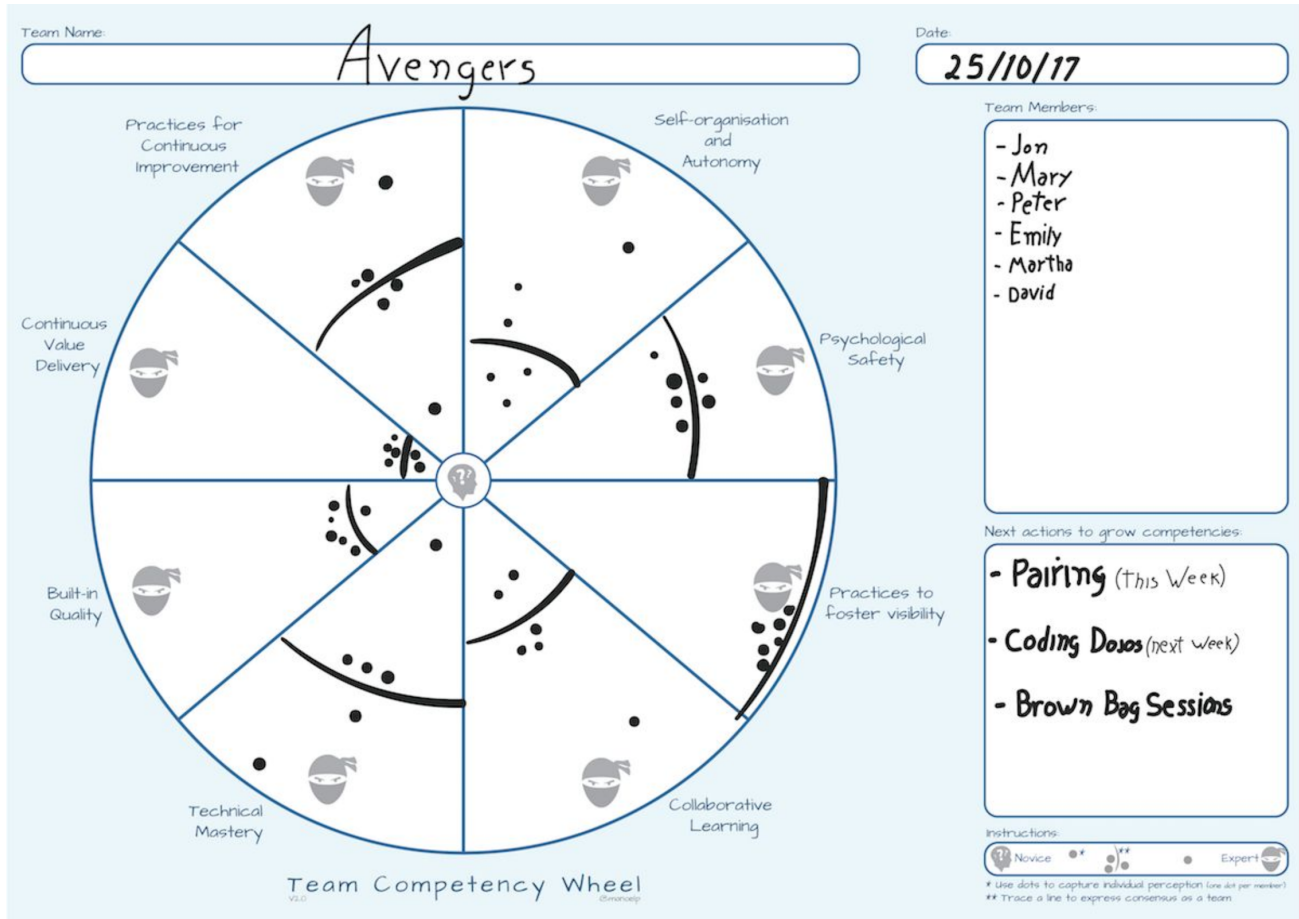 Team Name:
Avengers
Date:
25/10/17
Practices for
Continuous
Improvement
Self-organisation
and
Autonomy
Team Members:
- Jon
- Mary
- Peter
- Emily
- Martha
- David
Continuous
Value
Delivery
Psychological
Safety
??
Built-in
Quality
Practices to
foster visibility
Next actions to grow competencies:
- Pairing (This Week)
- Coding Dojos (next week)
- Brown Bag Sessions
Technical
Mastery
Collaborative
Learning
Team Competency Wheel
V2.0
@manoelp
Instructions:
?? Novice * ** Expert
* Use dots to capture individual perception (one dot per member)
** Trace a line to express consensus as a team